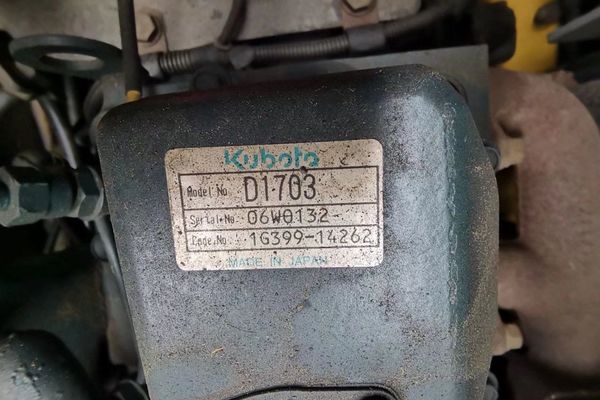 Kubota
Model No. D1703
Serial No. 06W0132
Code.No. 1G399-14262
MADE IN JAPAN